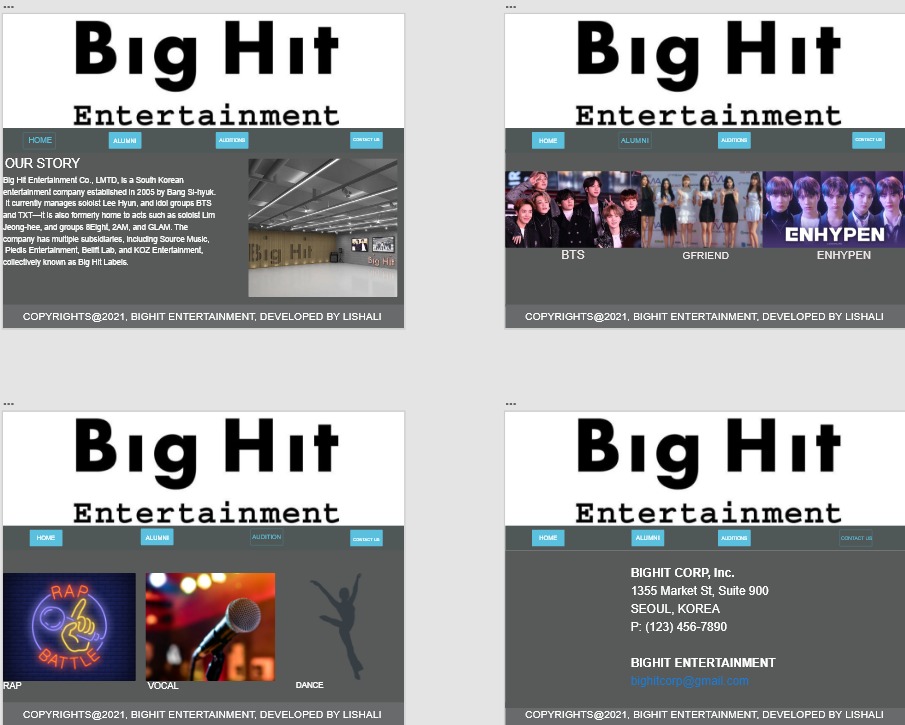 Big Hit
Entertainment
HOME ALUMNI AUDITIONS CONTACT US
OUR STORY
Big Hit Entertainment Co., LMTD, is a South Korean
entertainment company established in 2005 by Bang Si-hyuk.
It currently manages soloist Lee Hyun, and idol groups BTS
and TXT—it is also formerly home to acts such as soloist Lim
Jeong-hee, and groups 8Eight, 2AM, and GLAM. The
company has multiple subsidiaries, including Source Music,
Pledis Entertainment, Belift Lab, and KOZ Entertainment,
collectively known as Big Hit Labels.
Big Hit
Big Hit
COPYRIGHTS@2021, BIGHIT ENTERTAINMENT, DEVELOPED BY LISHALI
Big Hit
Entertainment
HOME ALUMNI AUDITIONS CONTACT US
ENHYPEN
BTS GFRIEND ENHYPEN
COPYRIGHTS@2021, BIGHIT ENTERTAINMENT, DEVELOPED BY LISHALI
Big Hit
Entertainment
HOME ALUMNI AUDITION CONTACT US
RAP
BATTLE
RAP VOCAL DANCE
COPYRIGHTS@2021, BIGHIT ENTERTAINMENT, DEVELOPED BY LISHALI
Big Hit
Entertainment
HOME ALUMNI AUDITIONS CONTACT US
BIGHIT CORP, Inc.
1355 Market St, Suite 900
SEOUL, KOREA
P: (123) 456-7890
BIGHIT ENTERTAINMENT
bighitcorp@gmail.com
COPYRIGHTS@2021, BIGHIT ENTERTAINMENT, DEVELOPED BY LISHALI